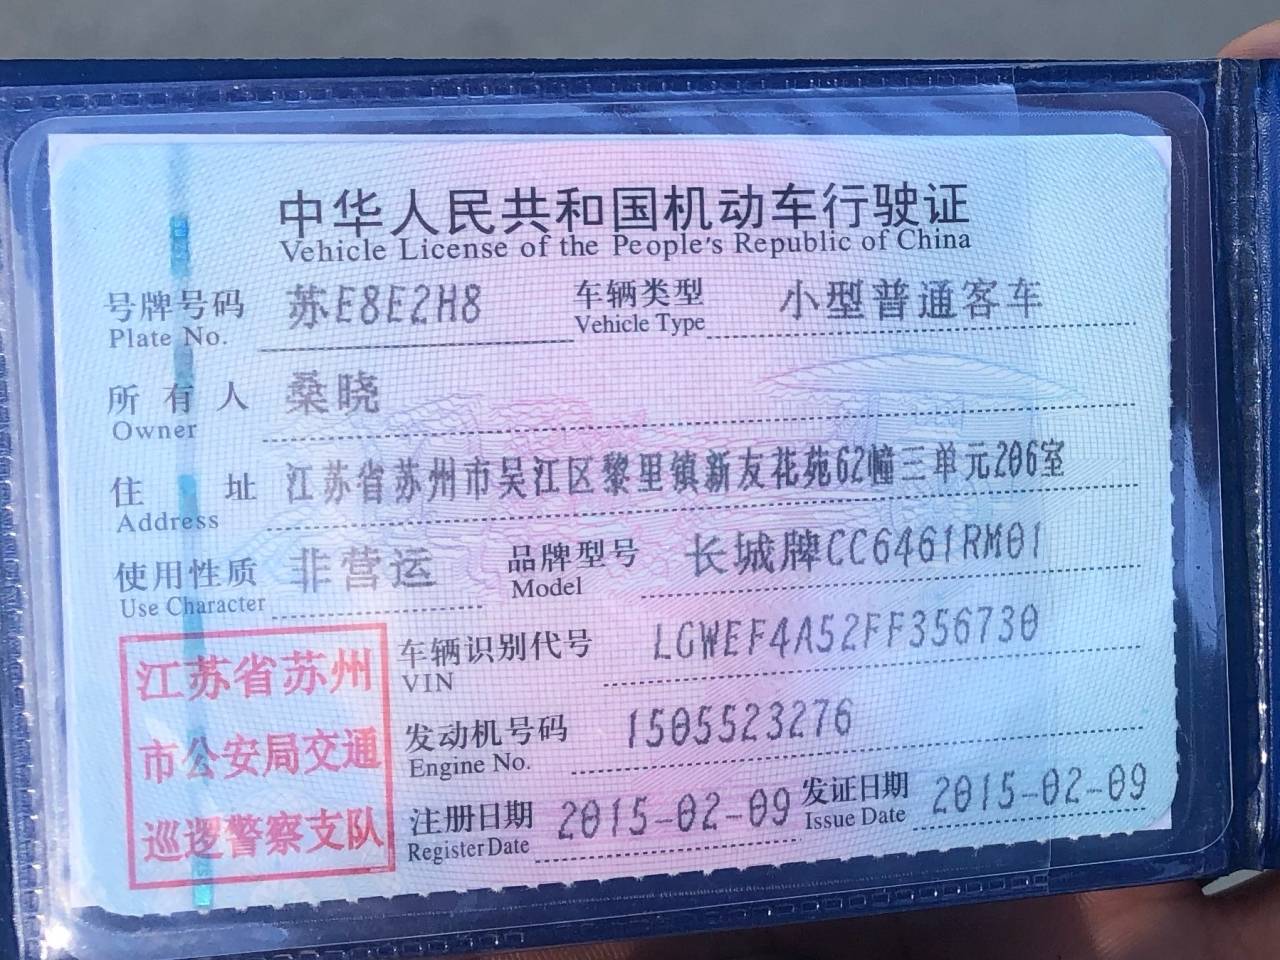 中华人民共和国机动车行驶证
Vehicle License of the People's Republic of China
号牌号码 苏E8E2H8 车辆类型 小型普通客车
Plate No. Vehicle Type
所有人 桑晓
Owner
住址 江苏省苏州市吴江区黎里镇新友花苑62幢三单元206室
Address
使用性质 非营运 品牌型号 长城牌CC6461RM01
Use Character Model
江苏省苏州
市公安局交通
巡逻警察支队
车辆识别代号 LGWEF4A52FF356730
VIN
发动机号码 1505523276
Engine No.
注册日期 2015-02-09 发证日期 2015-02-09
Register Date Issue Date